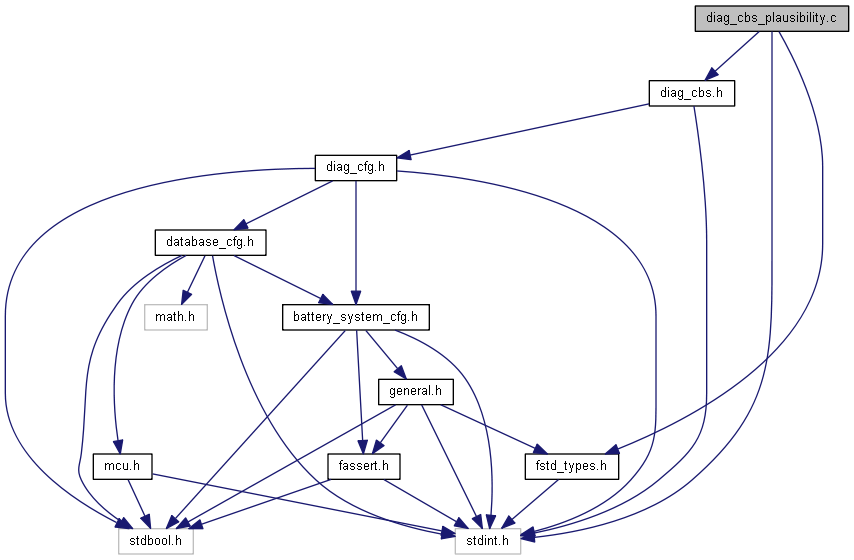 diag_cbs_plausibility.c
diag_cbs.h
diag_cfg.h
database_cfg.h
math.h
battery_system_cfg.h
general.h
mcu.h
fassert.h
fstd_types.h
stdbool.h
stdint.h